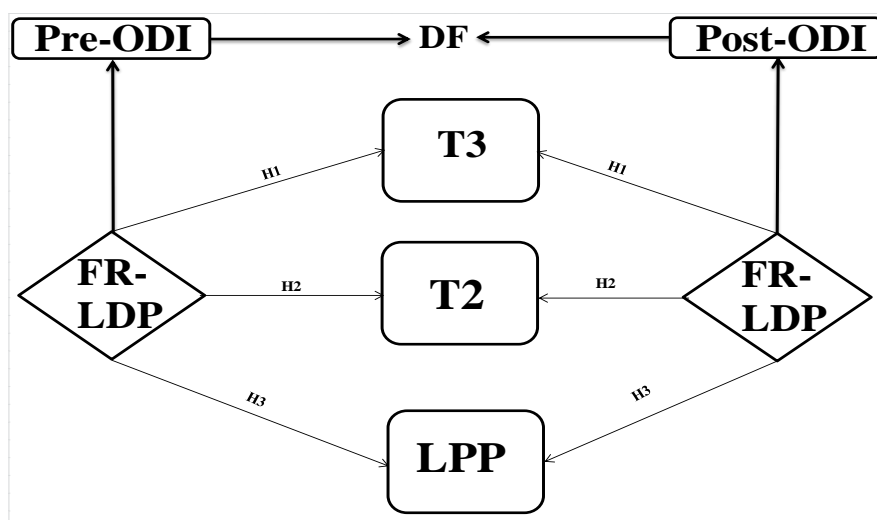 Pre-ODI
DF
Post-ODI
T3
H1
H1
FR-
LDP
H2
T2
H2
FR-
LDP
H3
LPP
H3